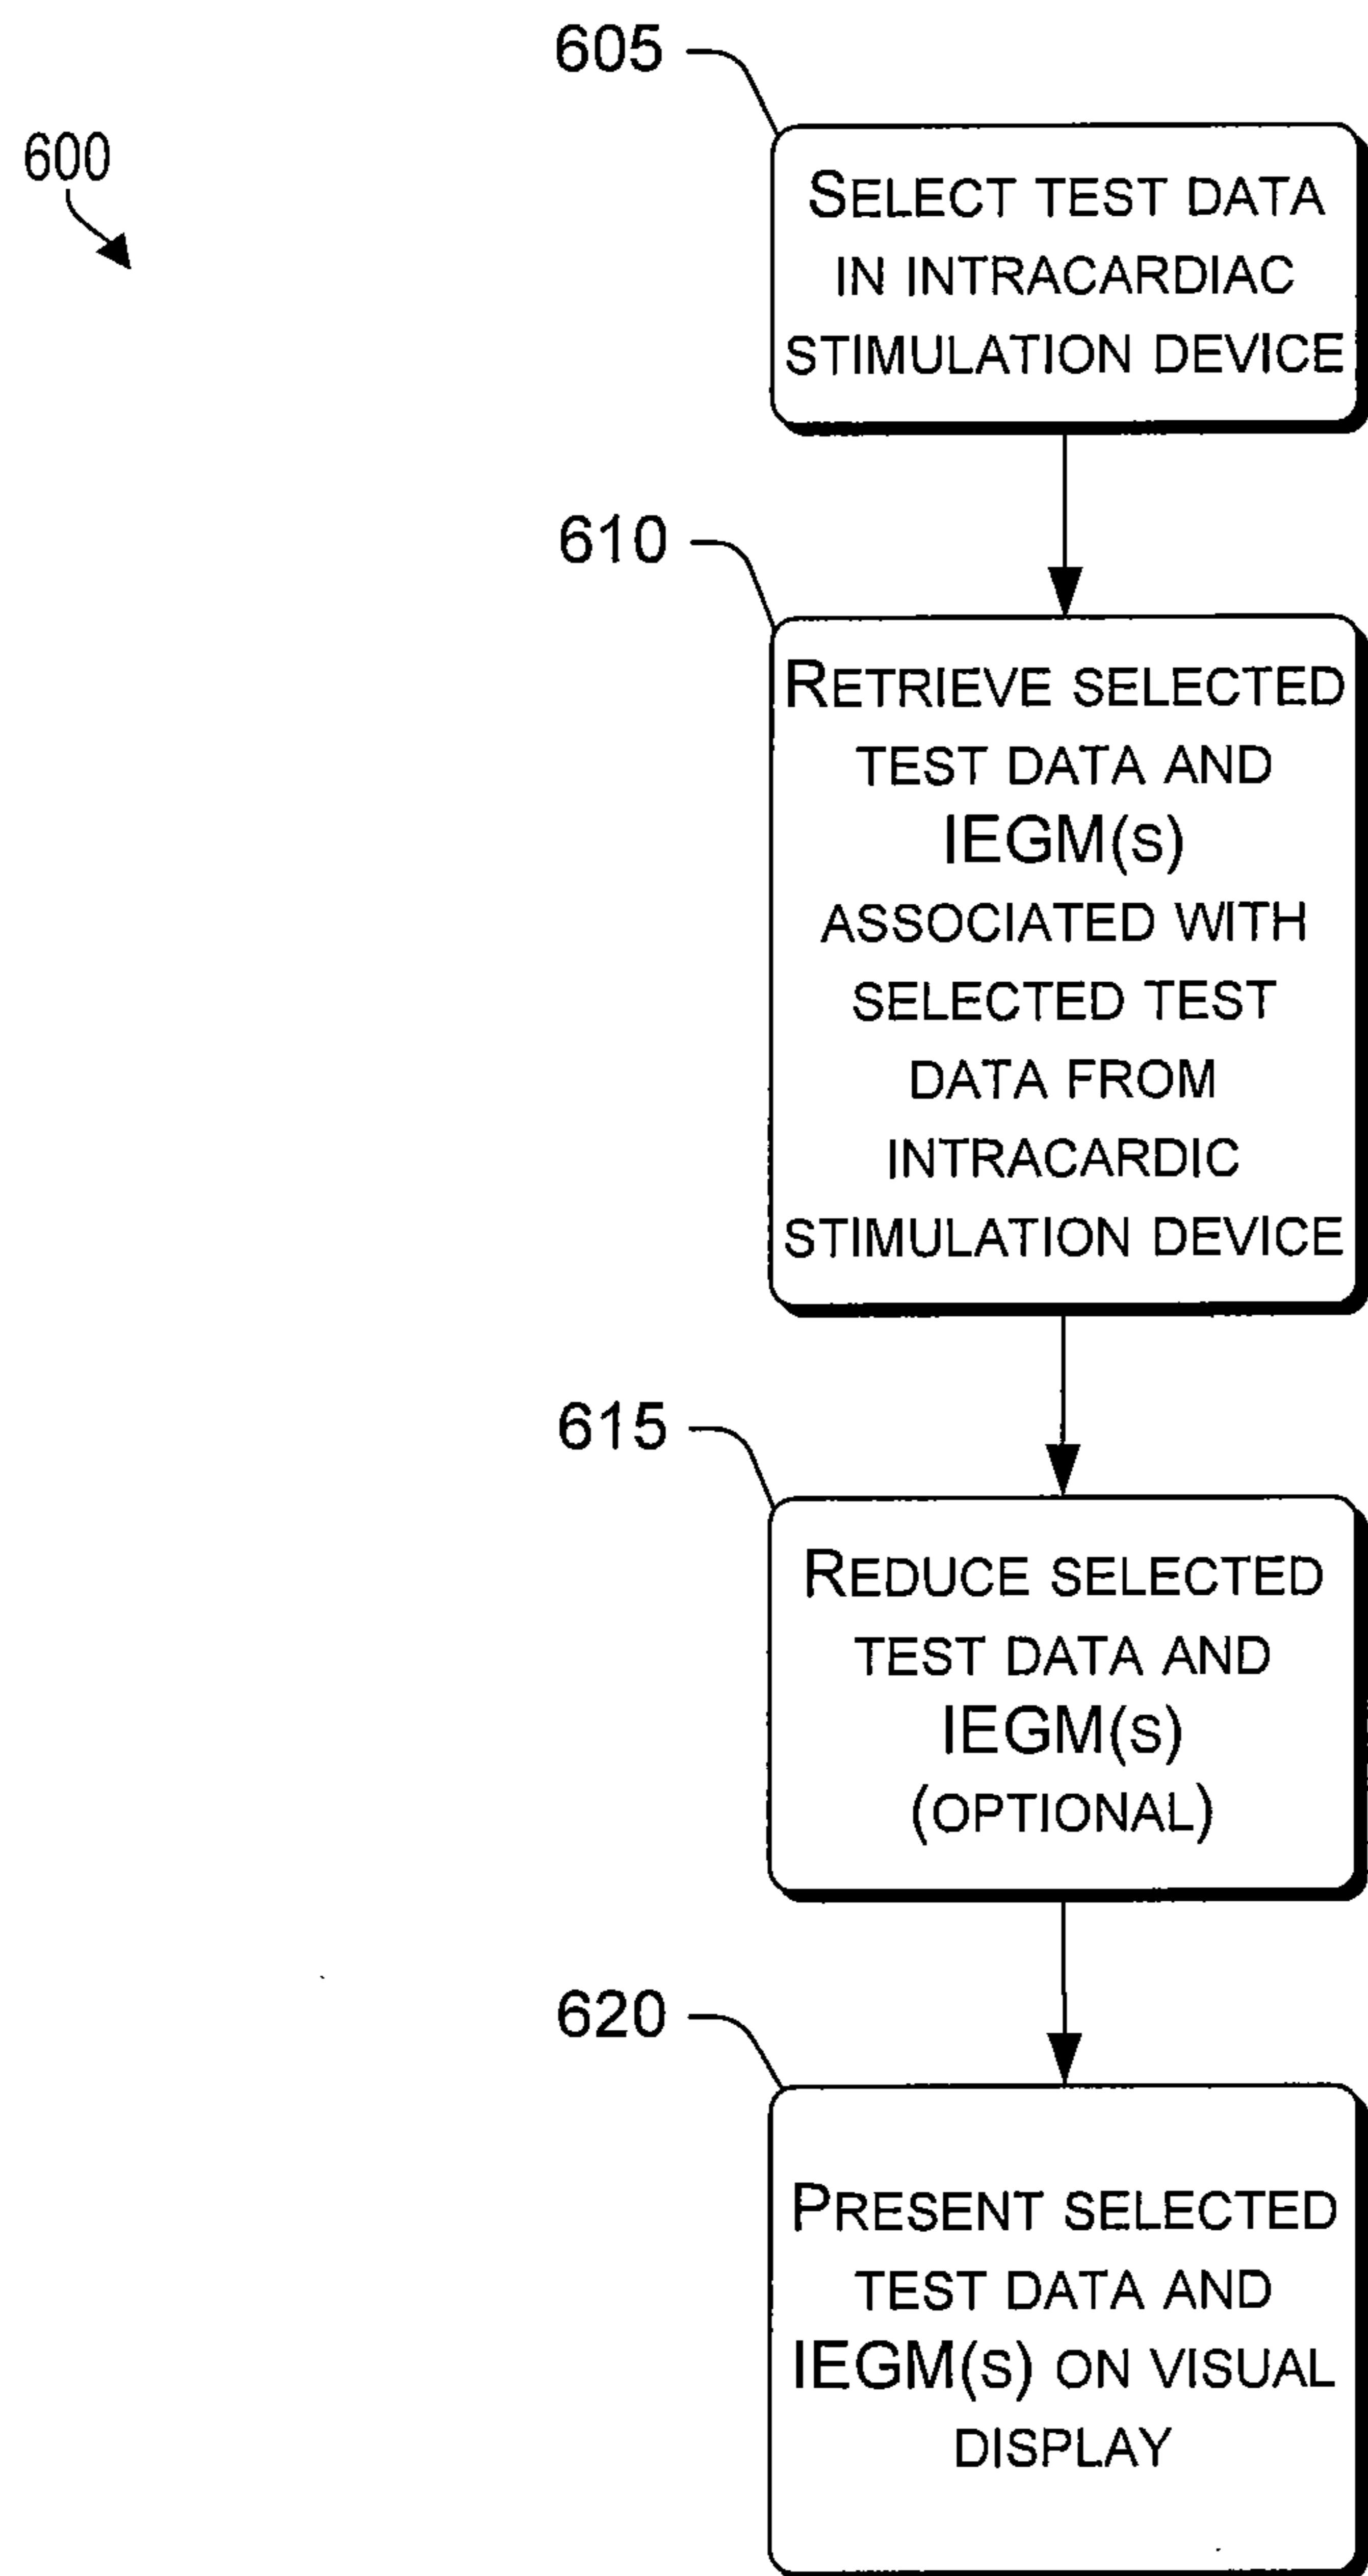 605
600
SELECT TEST DATA
IN INTRACARDIAC
STIMULATION DEVICE
610
RETRIEVE SELECTED
TEST DATA AND
IEGM(S)
ASSOCIATED WITH
SELECTED TEST
DATA FROM
INTRACARDIC
STIMULATION DEVICE
615
REDUCE SELECTED
TEST DATA AND
IEGM(S)
(OPTIONAL)
620
PRESENT SELECTED
TEST DATA AND
IEGM(S) ON VISUAL
DISPLAY